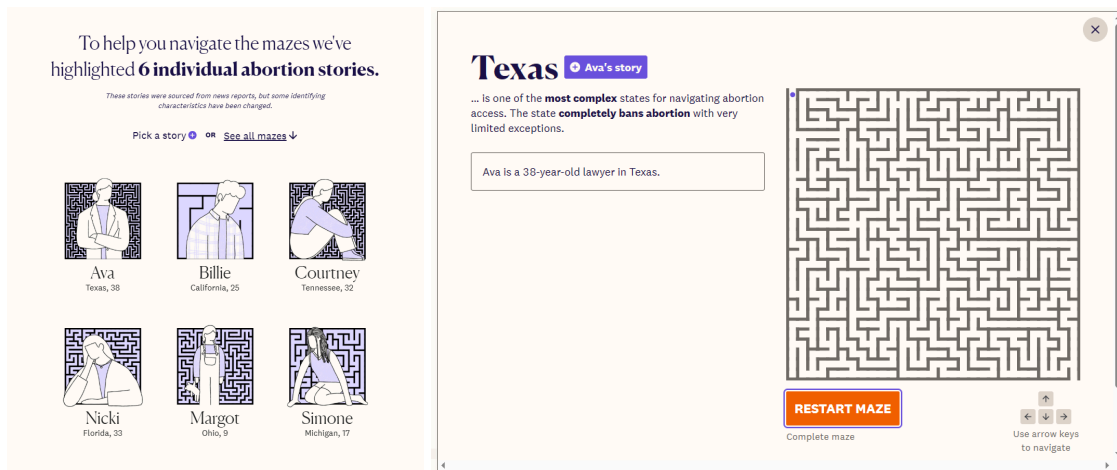 To help you navigate the mazes we've
highlighted 6 individual abortion stories.
These stories were sourced from news reports, but some identifying
characteristics have been changed.
Pick a story OR See all mazes
Ava
Texas, 38
Billie
California, 25
Courtney
Tennessee, 32
Nicki
Florida, 33
Margot
Ohio, 9
Simone
Michigan, 17
Texas Ava's story
... is one of the most complex states for navigating abortion
access. The state completely bans abortion with very
limited exceptions.
Ava is a 38-year-old lawyer in Texas.
RESTART MAZE
Complete maze
Use arrow keys
to navigate